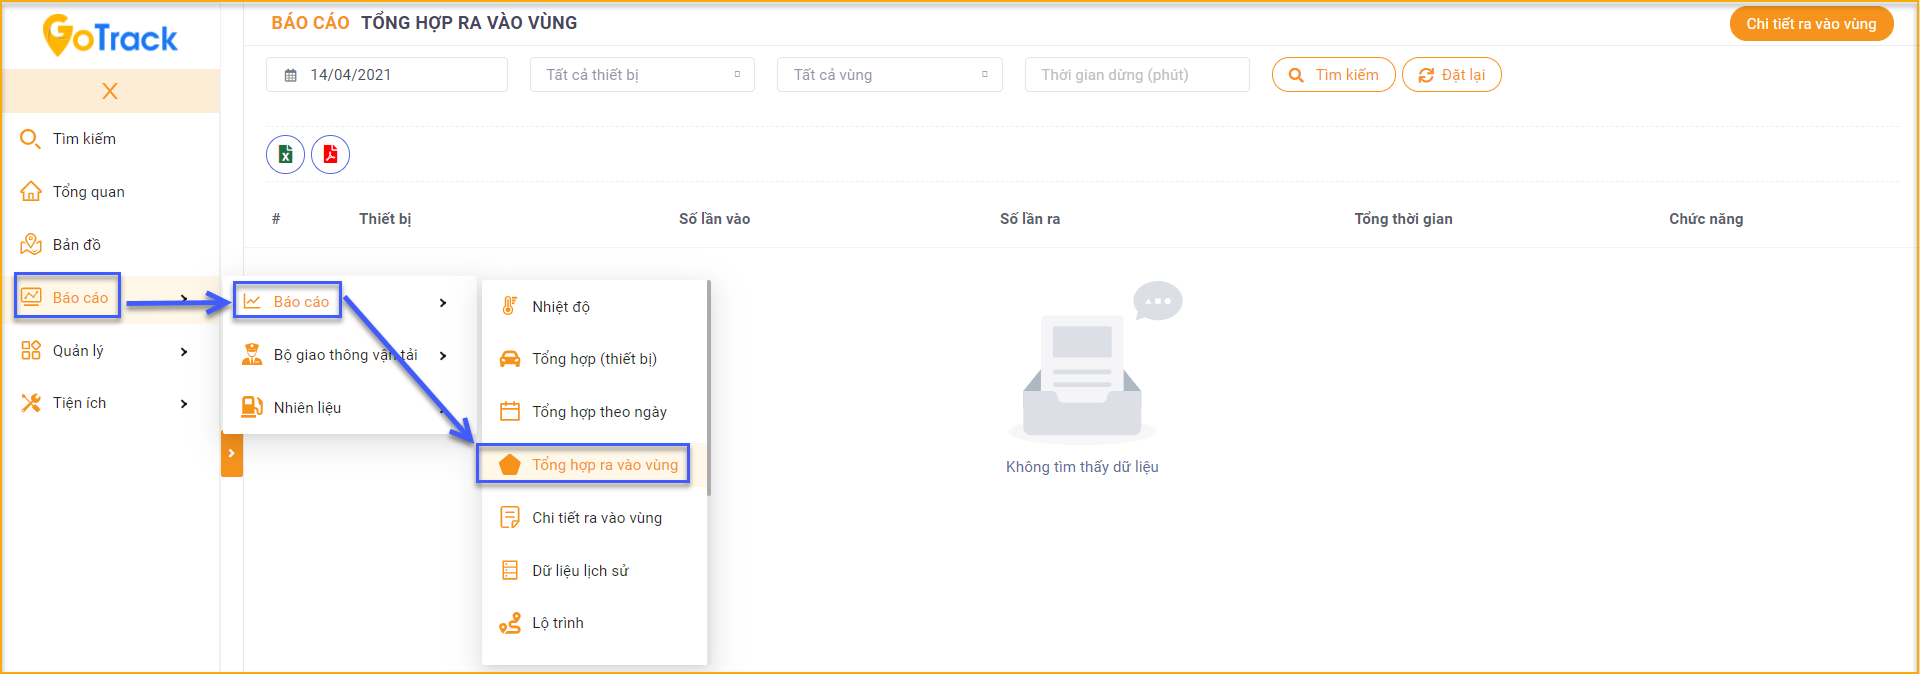 GoTrack
BÁO CÁO TỔNG HỢP RA VÀO VÙNG
Chi tiết ra vào vùng
14/04/2021
Tất cả thiết bị
Tất cả vùng
Thời gian dừng (phút)
Tìm kiếm
Đặt lại
X
Tìm kiếm
Tổng quan
Bản đồ
Báo cáo
Quản lý
Tiện ích
# Thiết bị Số lần vào Số lần ra Tổng thời gian Chức năng
Báo cáo
Bộ giao thông vận tải
Nhiên liệu
Nhiệt độ
Tổng hợp (thiết bị)
Tổng hợp theo ngày
Tổng hợp ra vào vùng
Chi tiết ra vào vùng
Dữ liệu lịch sử
Lộ trình
Không tìm thấy dữ liệu